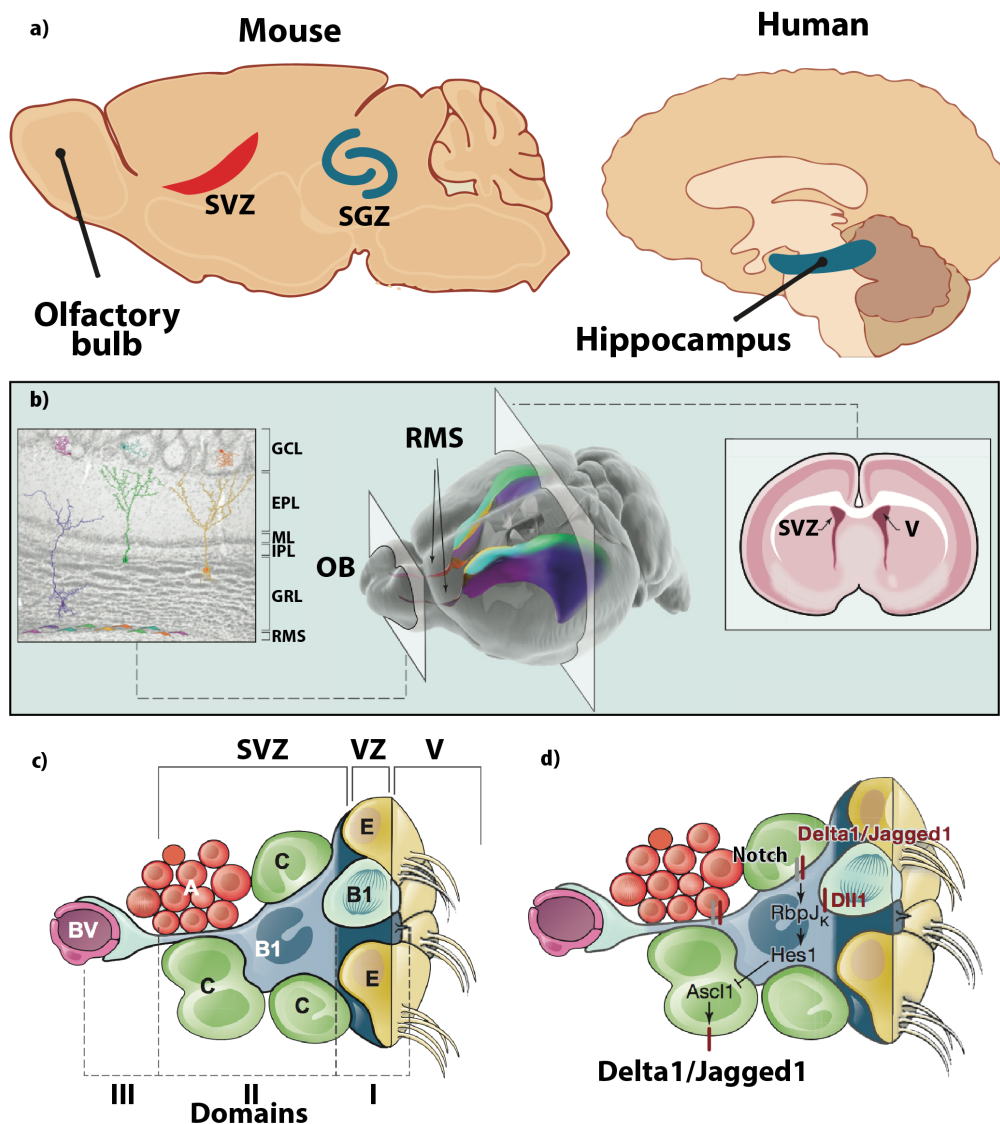 a)
Mouse
Human
SVZ
SGZ
Olfactory
bulb
Hippocampus
b)
RMS
GCL
EPL
ML
IPL
GRL
RMS
OB
SVZ
V
c)
SVZ
VZ
V
E
C
A
B1
BV
B1
C
C
E
III
II
I
Domains
d)
Delta1/Jagged1
Notch
Dll1
RbpJκ
Hes1
Ascl1
Delta1/Jagged1